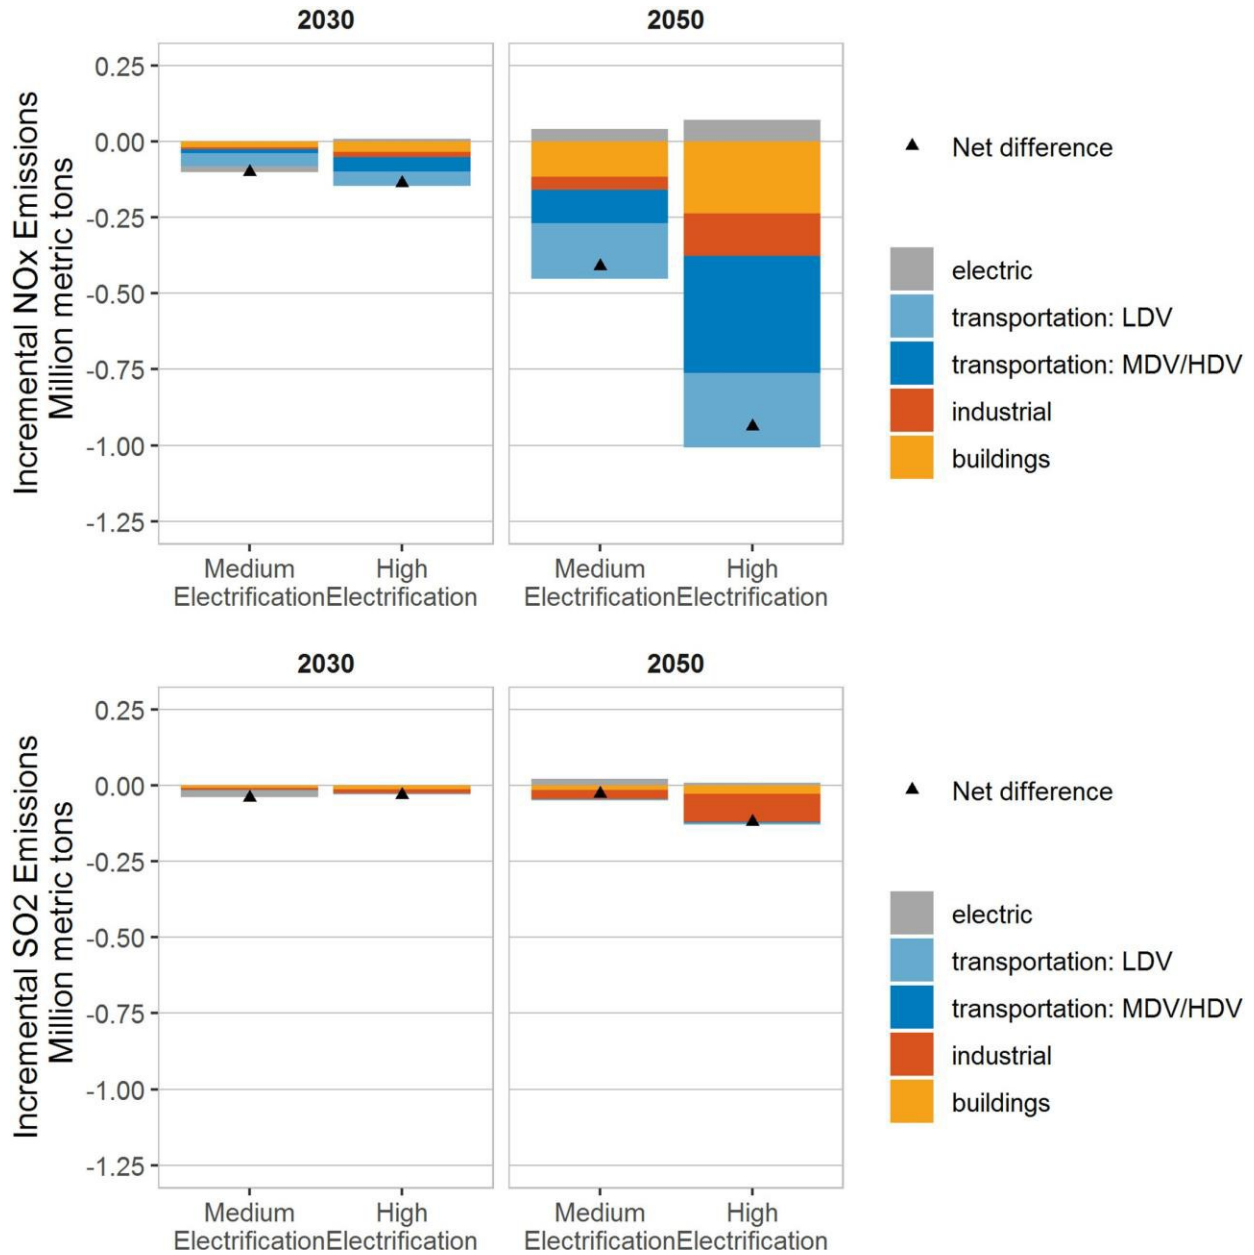 2030
2050
0.25
0.00
-0.25
-0.50
-0.75
-1.00
-1.25
Incremental NOx Emissions
Million metric tons
Medium
Electrification
High
Electrification
Medium
Electrification
High
Electrification
Net difference
electric
transportation: LDV
transportation: MDV/HDV
industrial
buildings
2030
2050
0.25
0.00
-0.25
-0.50
-0.75
-1.00
-1.25
Incremental SO2 Emissions
Million metric tons
Medium
Electrification
High
Electrification
Medium
Electrification
High
Electrification
Net difference
electric
transportation: LDV
transportation: MDV/HDV
industrial
buildings